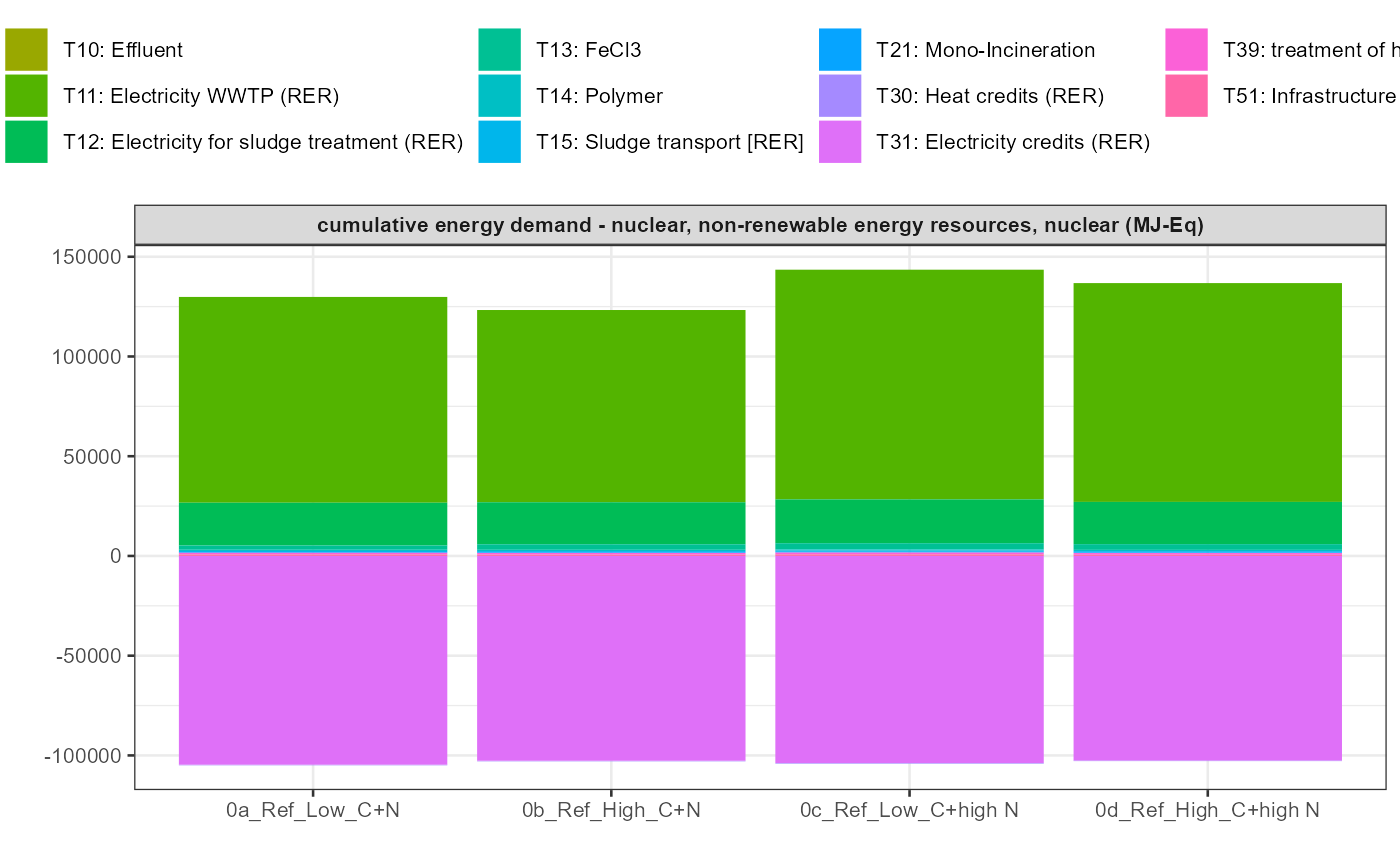 T10: Effluent
T11: Electricity WWTP (RER)
T12: Electricity for sludge treatment (RER)
T13: FeCl3
T14: Polymer
T15: Sludge transport [RER]
T21: Mono-Incineration
T30: Heat credits (RER)
T31: Electricity credits (RER)
T39: treatment of
T51: Infrastructure
cumulative energy demand - nuclear, non-renewable energy resources, nuclear (MJ-Eq)
150000
100000
50000
0
-50000
-100000
0a_Ref_Low_C+N
0b_Ref_High_C+N
0c_Ref_Low_C+high N
0d_Ref_High_C+high N